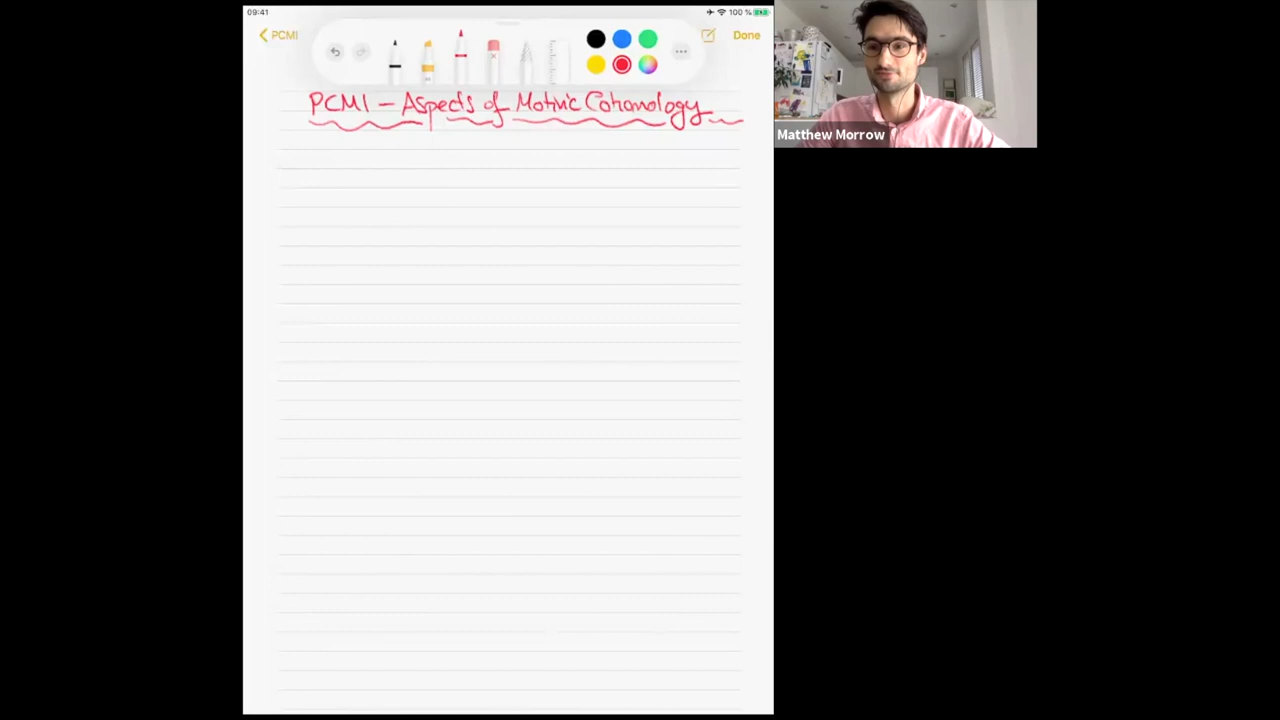 09:41
100 %
PCMI
Done
PCMI - Aspects of Motivic Cohomology
Matthew Morrow